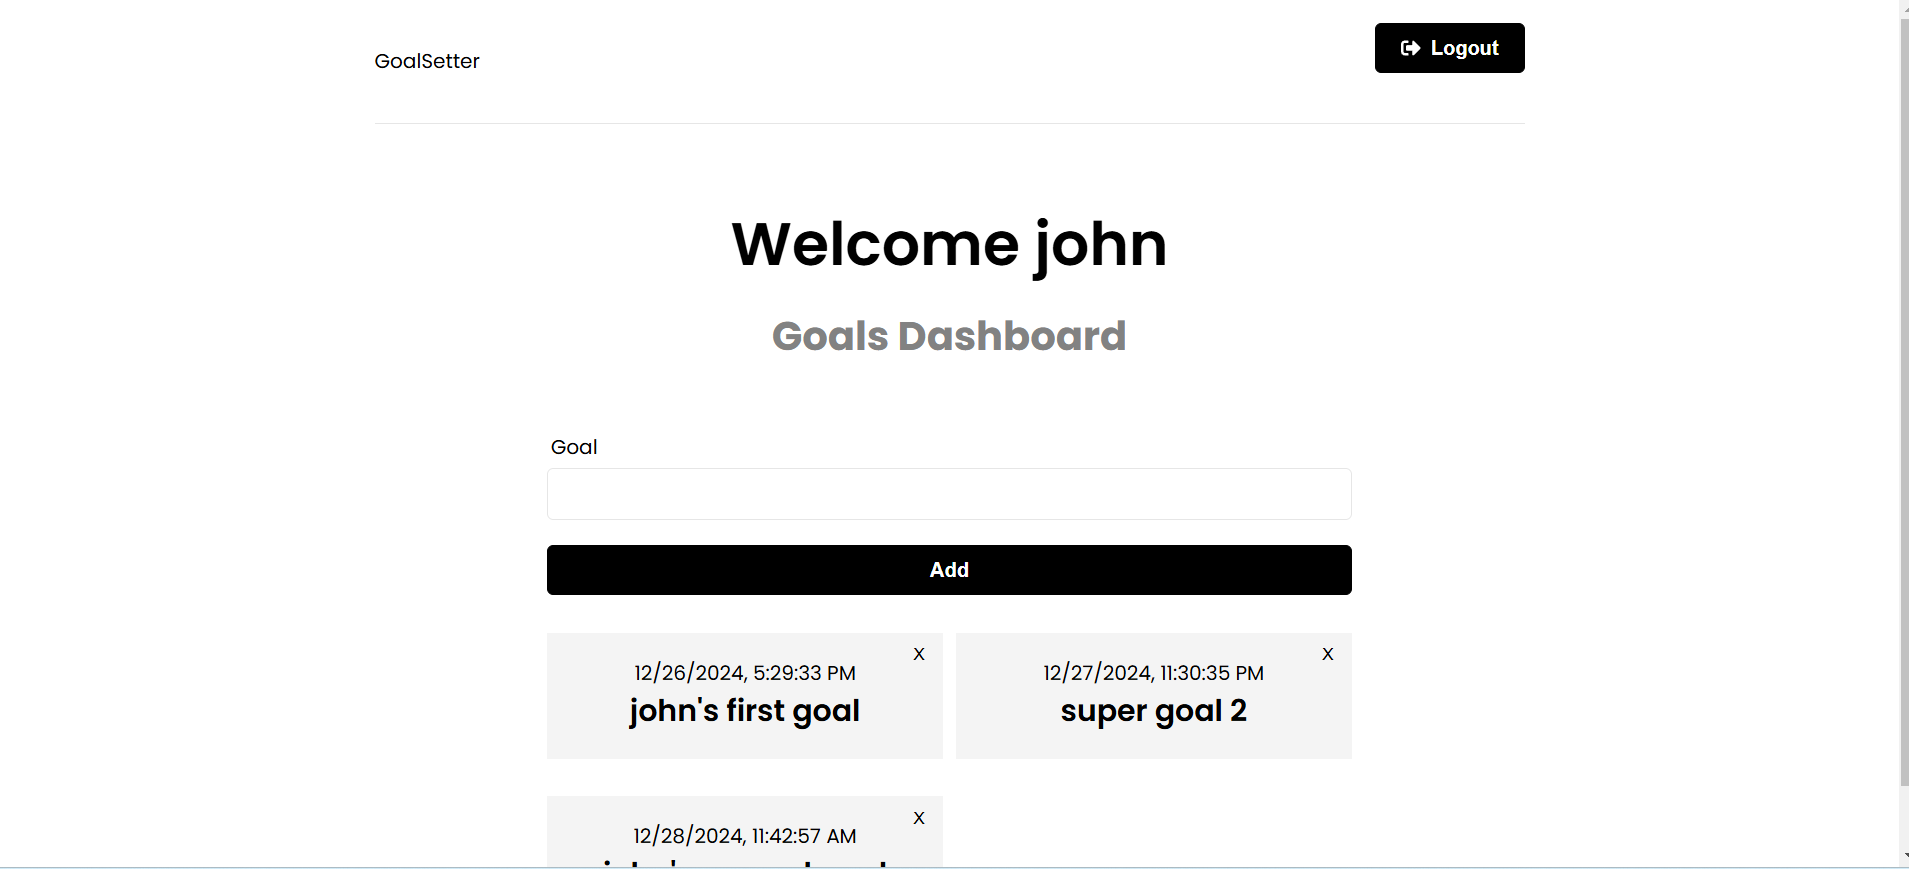 GoalSetter
Logout
Welcome john
Goals Dashboard
Goal
Add
X
12/26/2024, 5:29:33 PM
john's first goal
X
12/27/2024, 11:30:35 PM
super goal 2
X
12/28/2024, 11:42:57 AM